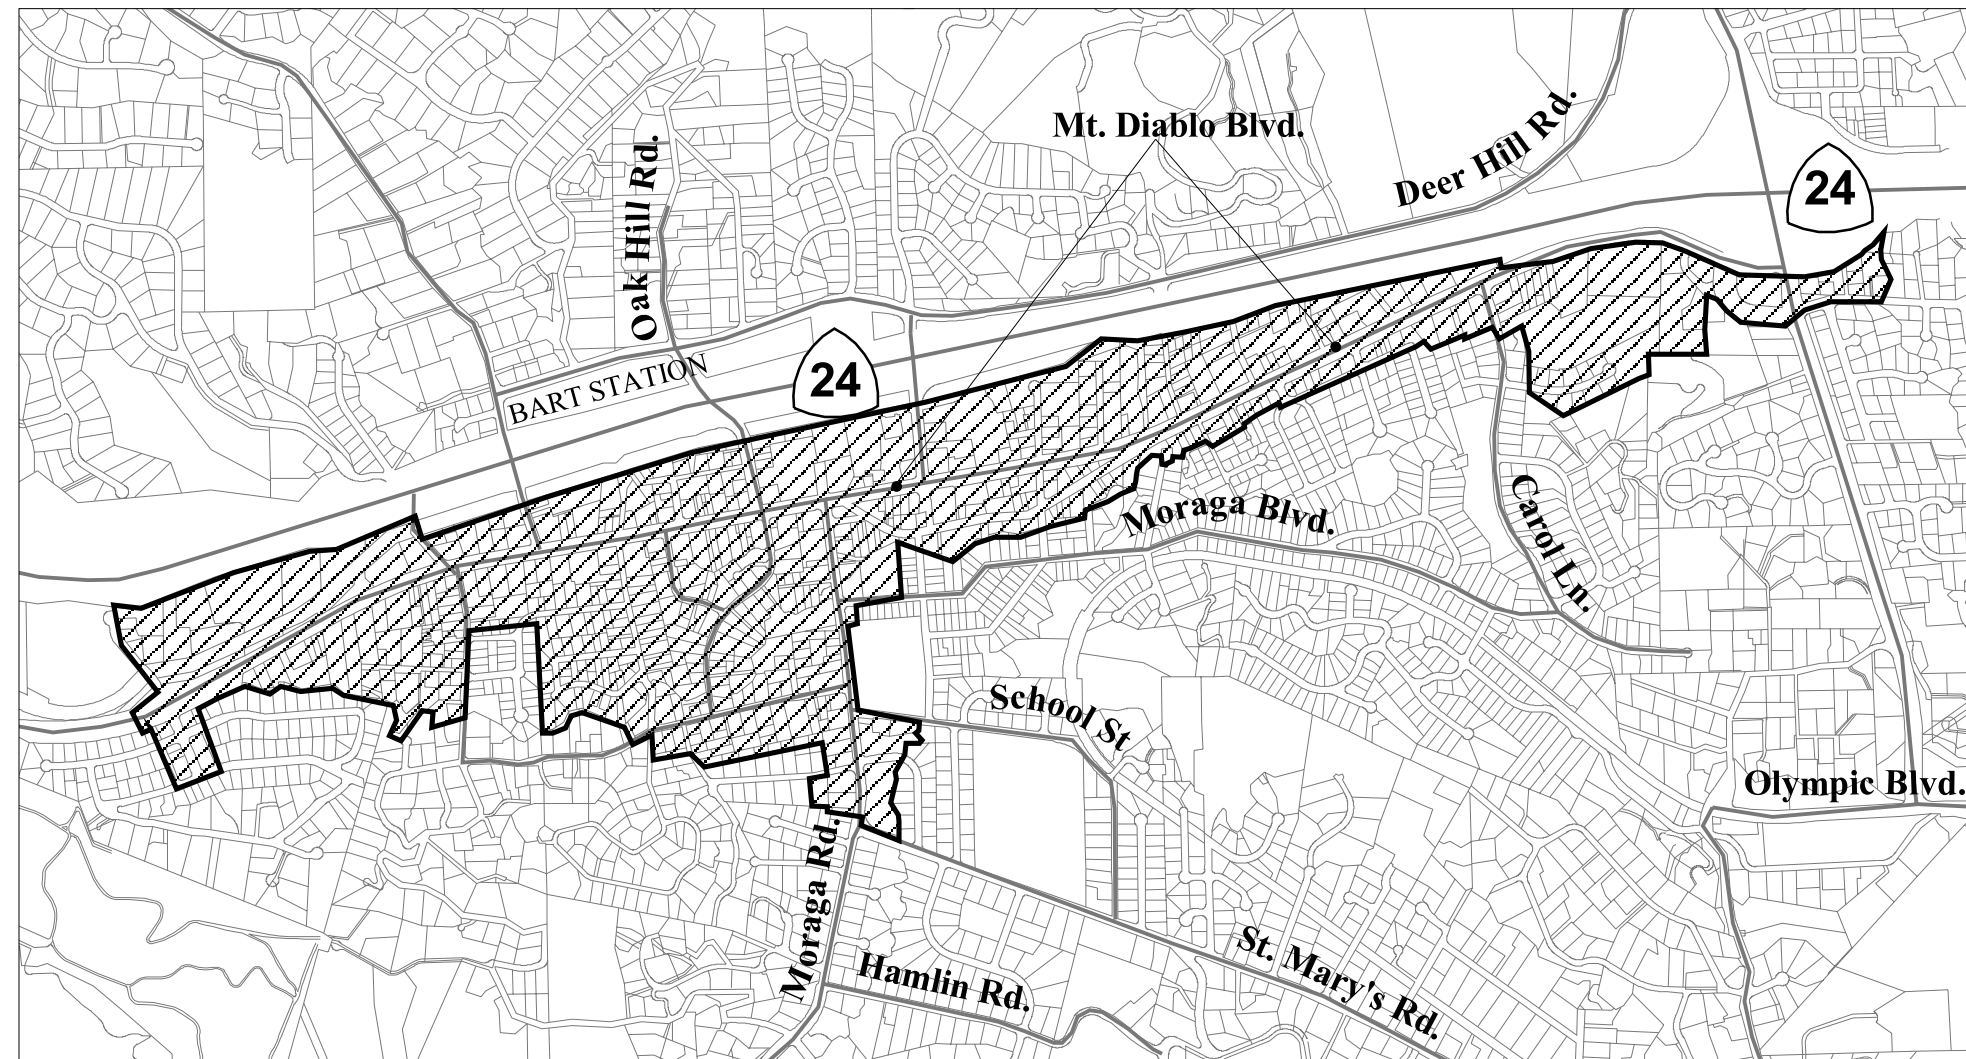 Mt. Diablo Blvd.
Deer Hill Rd.
24
Oak Hill Rd.
24
BART STATION
Moraga Blvd.
Carol Ln.
School St
Olympic Blvd.
Moraga Rd.
Hamlin Rd.
St. Mary's Rd.